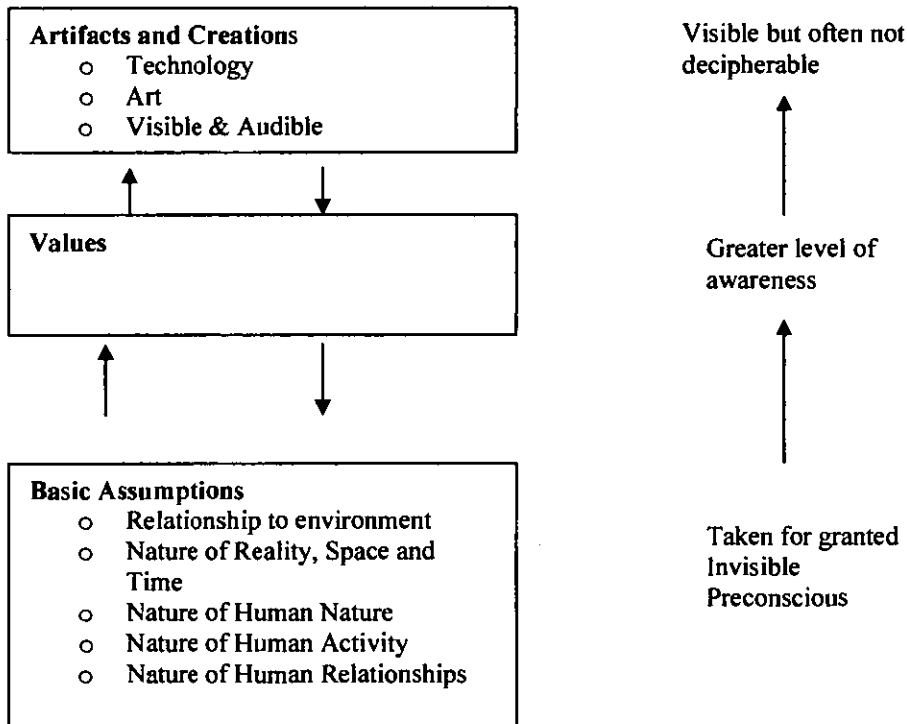 Artifacts and Creations
o Technology
o Art
o Visible & Audible
Visible but often not
decipherable
Values
Greater level of
awareness
Basic Assumptions
o Relationship to environment
o Nature of Reality, Space and
Time
o Nature of Human Nature
o Nature of Human Activity
o Nature of Human Relationships
Taken for granted
Invisible
Preconscious